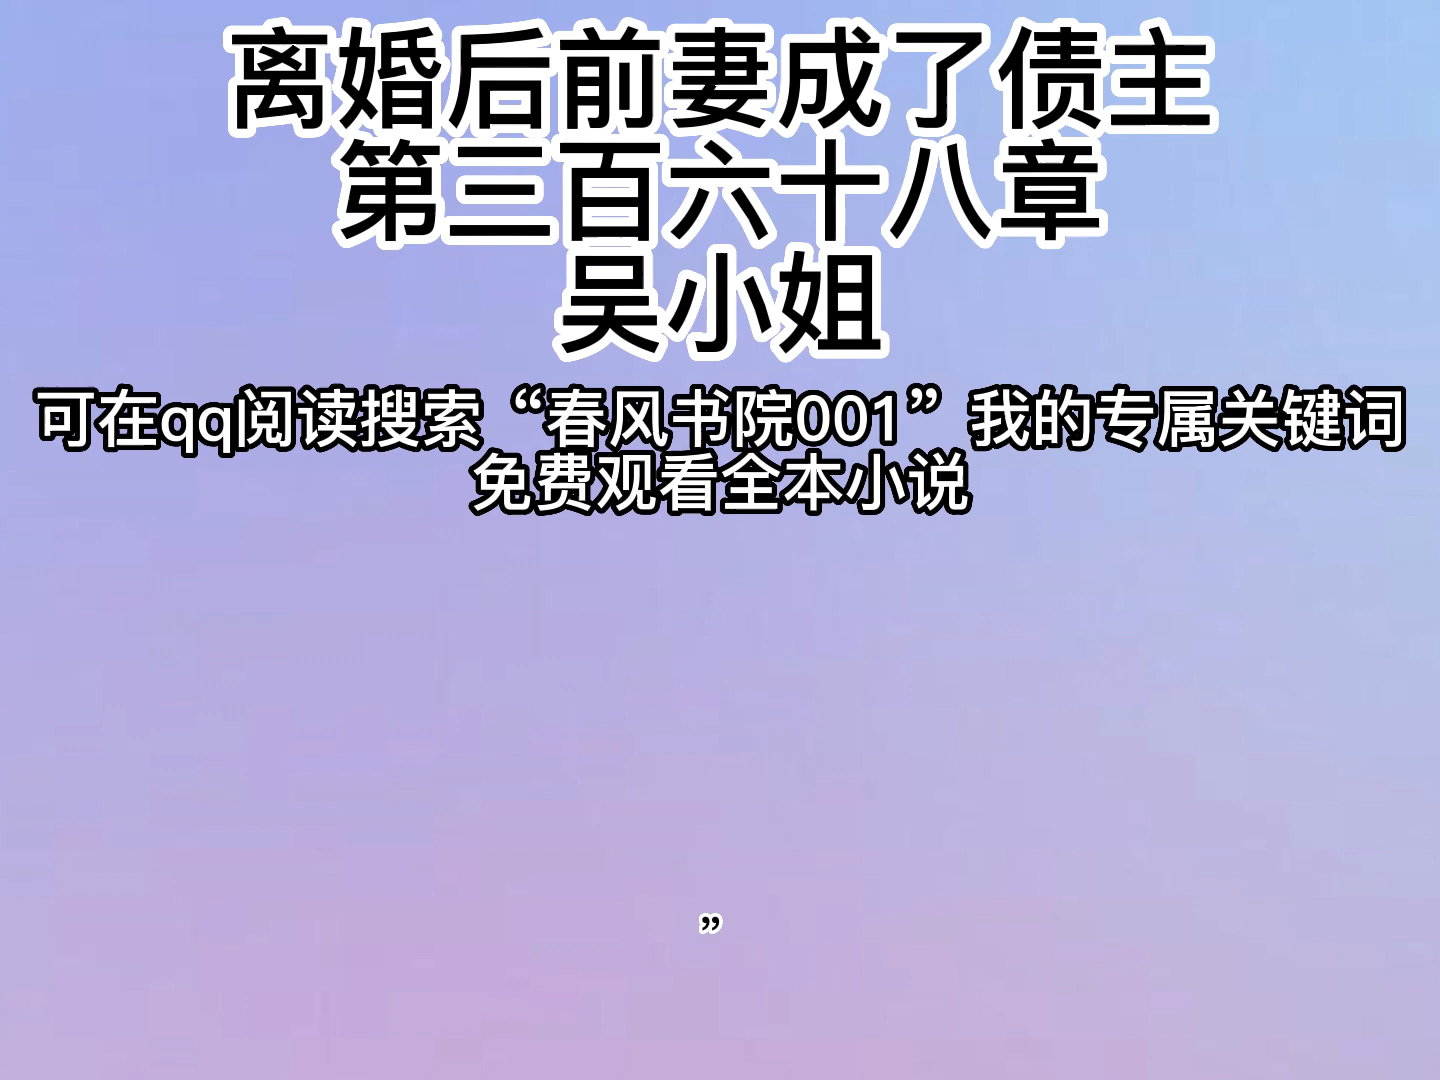 离婚后前妻成了债主
第三百六十八章
吴小姐
可在qq阅读搜索“春风书院001”我的专属关键词
免费观看全本小说
”